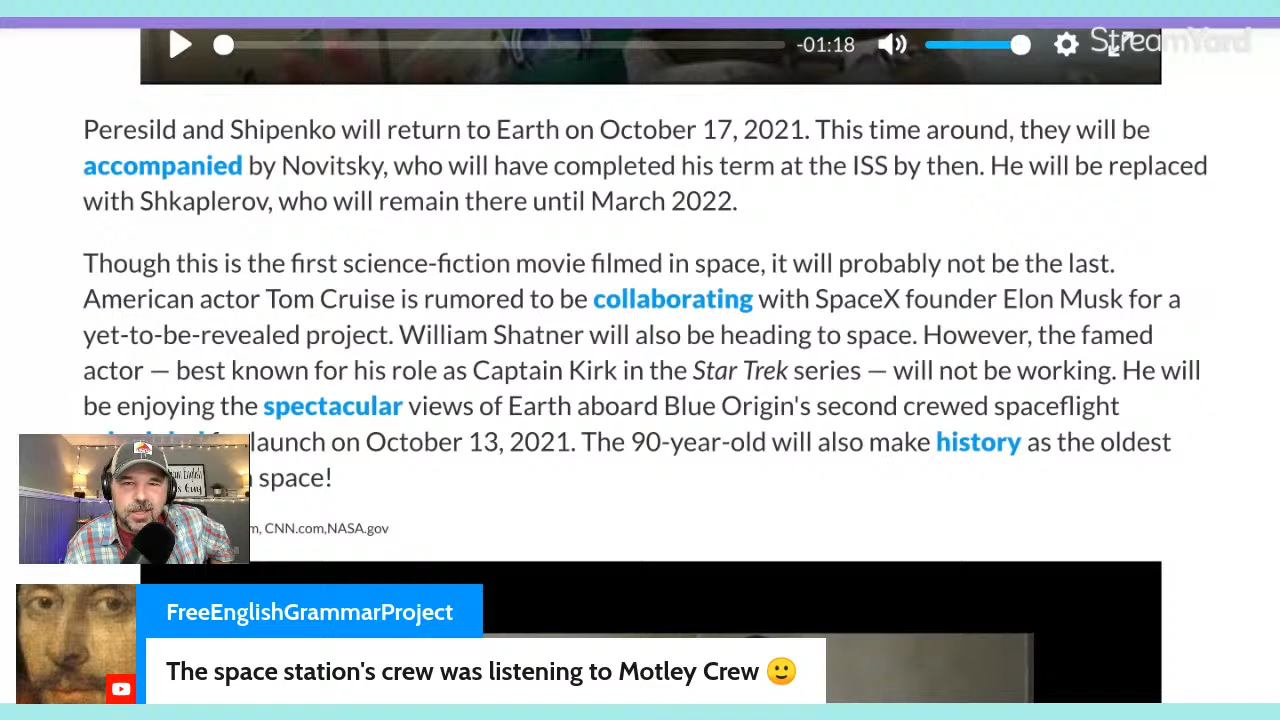 -01:18
StreamYard
Peresild and Shipenko will return to Earth on October 17, 2021. This time around, they will be
accompanied by Novitsky, who will have completed his term at the ISS by then. He will be replaced
with Shkaplerov, who will remain there until March 2022.
Though this is the first science-fiction movie filmed in space, it will probably not be the last.
American actor Tom Cruise is rumored to be collaborating with SpaceX founder Elon Musk for a
yet-to-be-revealed project. William Shatner will also be heading to space. However, the famed
actor — best known for his role as Captain Kirk in the Star Trek series — will not be working. He will
be enjoying the spectacular views of Earth aboard Blue Origin's second crewed spaceflight
launch on October 13, 2021. The 90-year-old will also make history as the oldest
space!
CNN.com,NASA.gov
FreeEnglishGrammarProject
The space station's crew was listening to Motley Crew 🙂